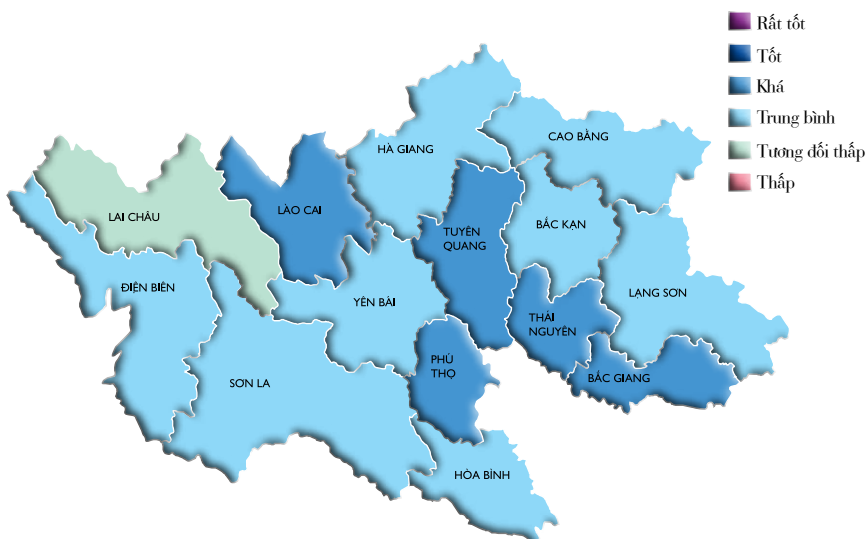 Rất tốt
Tốt
Khá
Trung bình
Tương đối thấp
Thấp
HÀ GIANG
CAO BẰNG
LAI CHÂU
LÀO CAI
TUYÊN
QUANG
BẮC KẠN
ĐIỆN BIÊN
YÊN BÁI
LẠNG SƠN
THÁI
NGUYÊN
PHÚ
THỌ
BẮC GIANG
SƠN LA
HÒA BÌNH